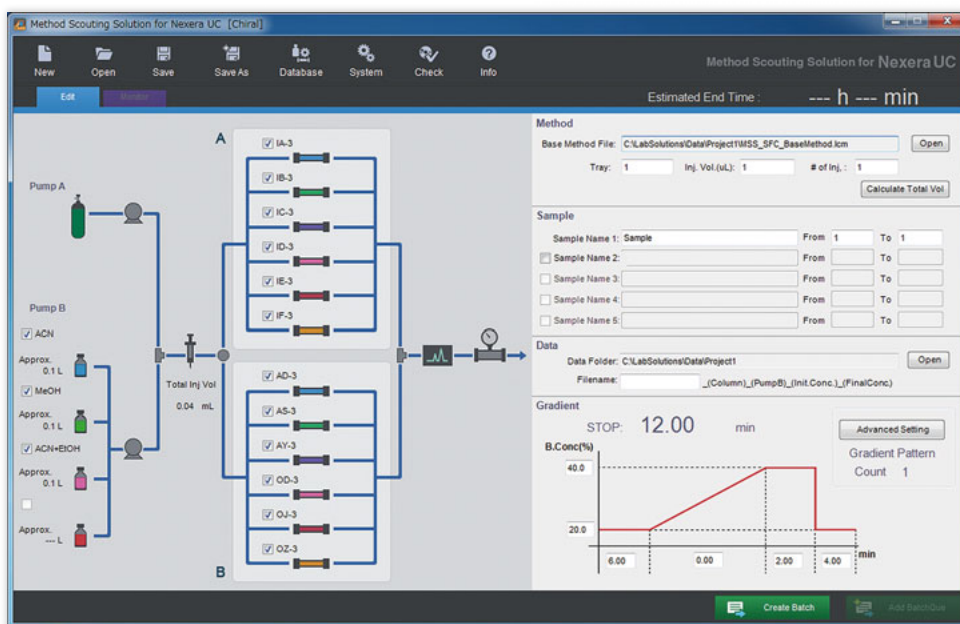 Method Scouting Solution for Nexera UC [Chiral]
New Open Save Save As Database System Check Info
Method Scouting Solution for Nexera UC
Edit Monitor
Estimated End Time : --- h --- min
Pump A
Pump B
ACN
Approx.
0.1 L
MeOH
Approx.
0.1 L
ACN+EtOH
Approx.
0.1 L
Approx.
--- L
Total Inj Vol
0.04 mL
A
IA-3
IB-3
IC-3
ID-3
IE-3
IF-3
AD-3
AS-3
AY-3
OD-3
OJ-3
OZ-3
B
Method
Base Method File: C:\LabSolutions\Data\Project1\MSS_SFC_BaseMethod.lcm Open
Tray: 1 Inj. Vol.(uL): 1 # of Inj. : 1
Calculate Total Vol
Sample
Sample Name 1: Sample From 1 To 1
Sample Name 2: From To
Sample Name 3: From To
Sample Name 4: From To
Sample Name 5: From To
Data
Data Folder: C:\LabSolutions\Data\Project1 Open
Filename: _(Column)_(PumpB)_(Init.Conc.)_(FinalConc.)
Gradient
STOP: 12.00 min
Advanced Setting
Gradient Pattern
Count 1
B.Conc(%)
40.0
20.0
6.00 0.00 2.00 4.00 min
Create Batch Add BatchQue